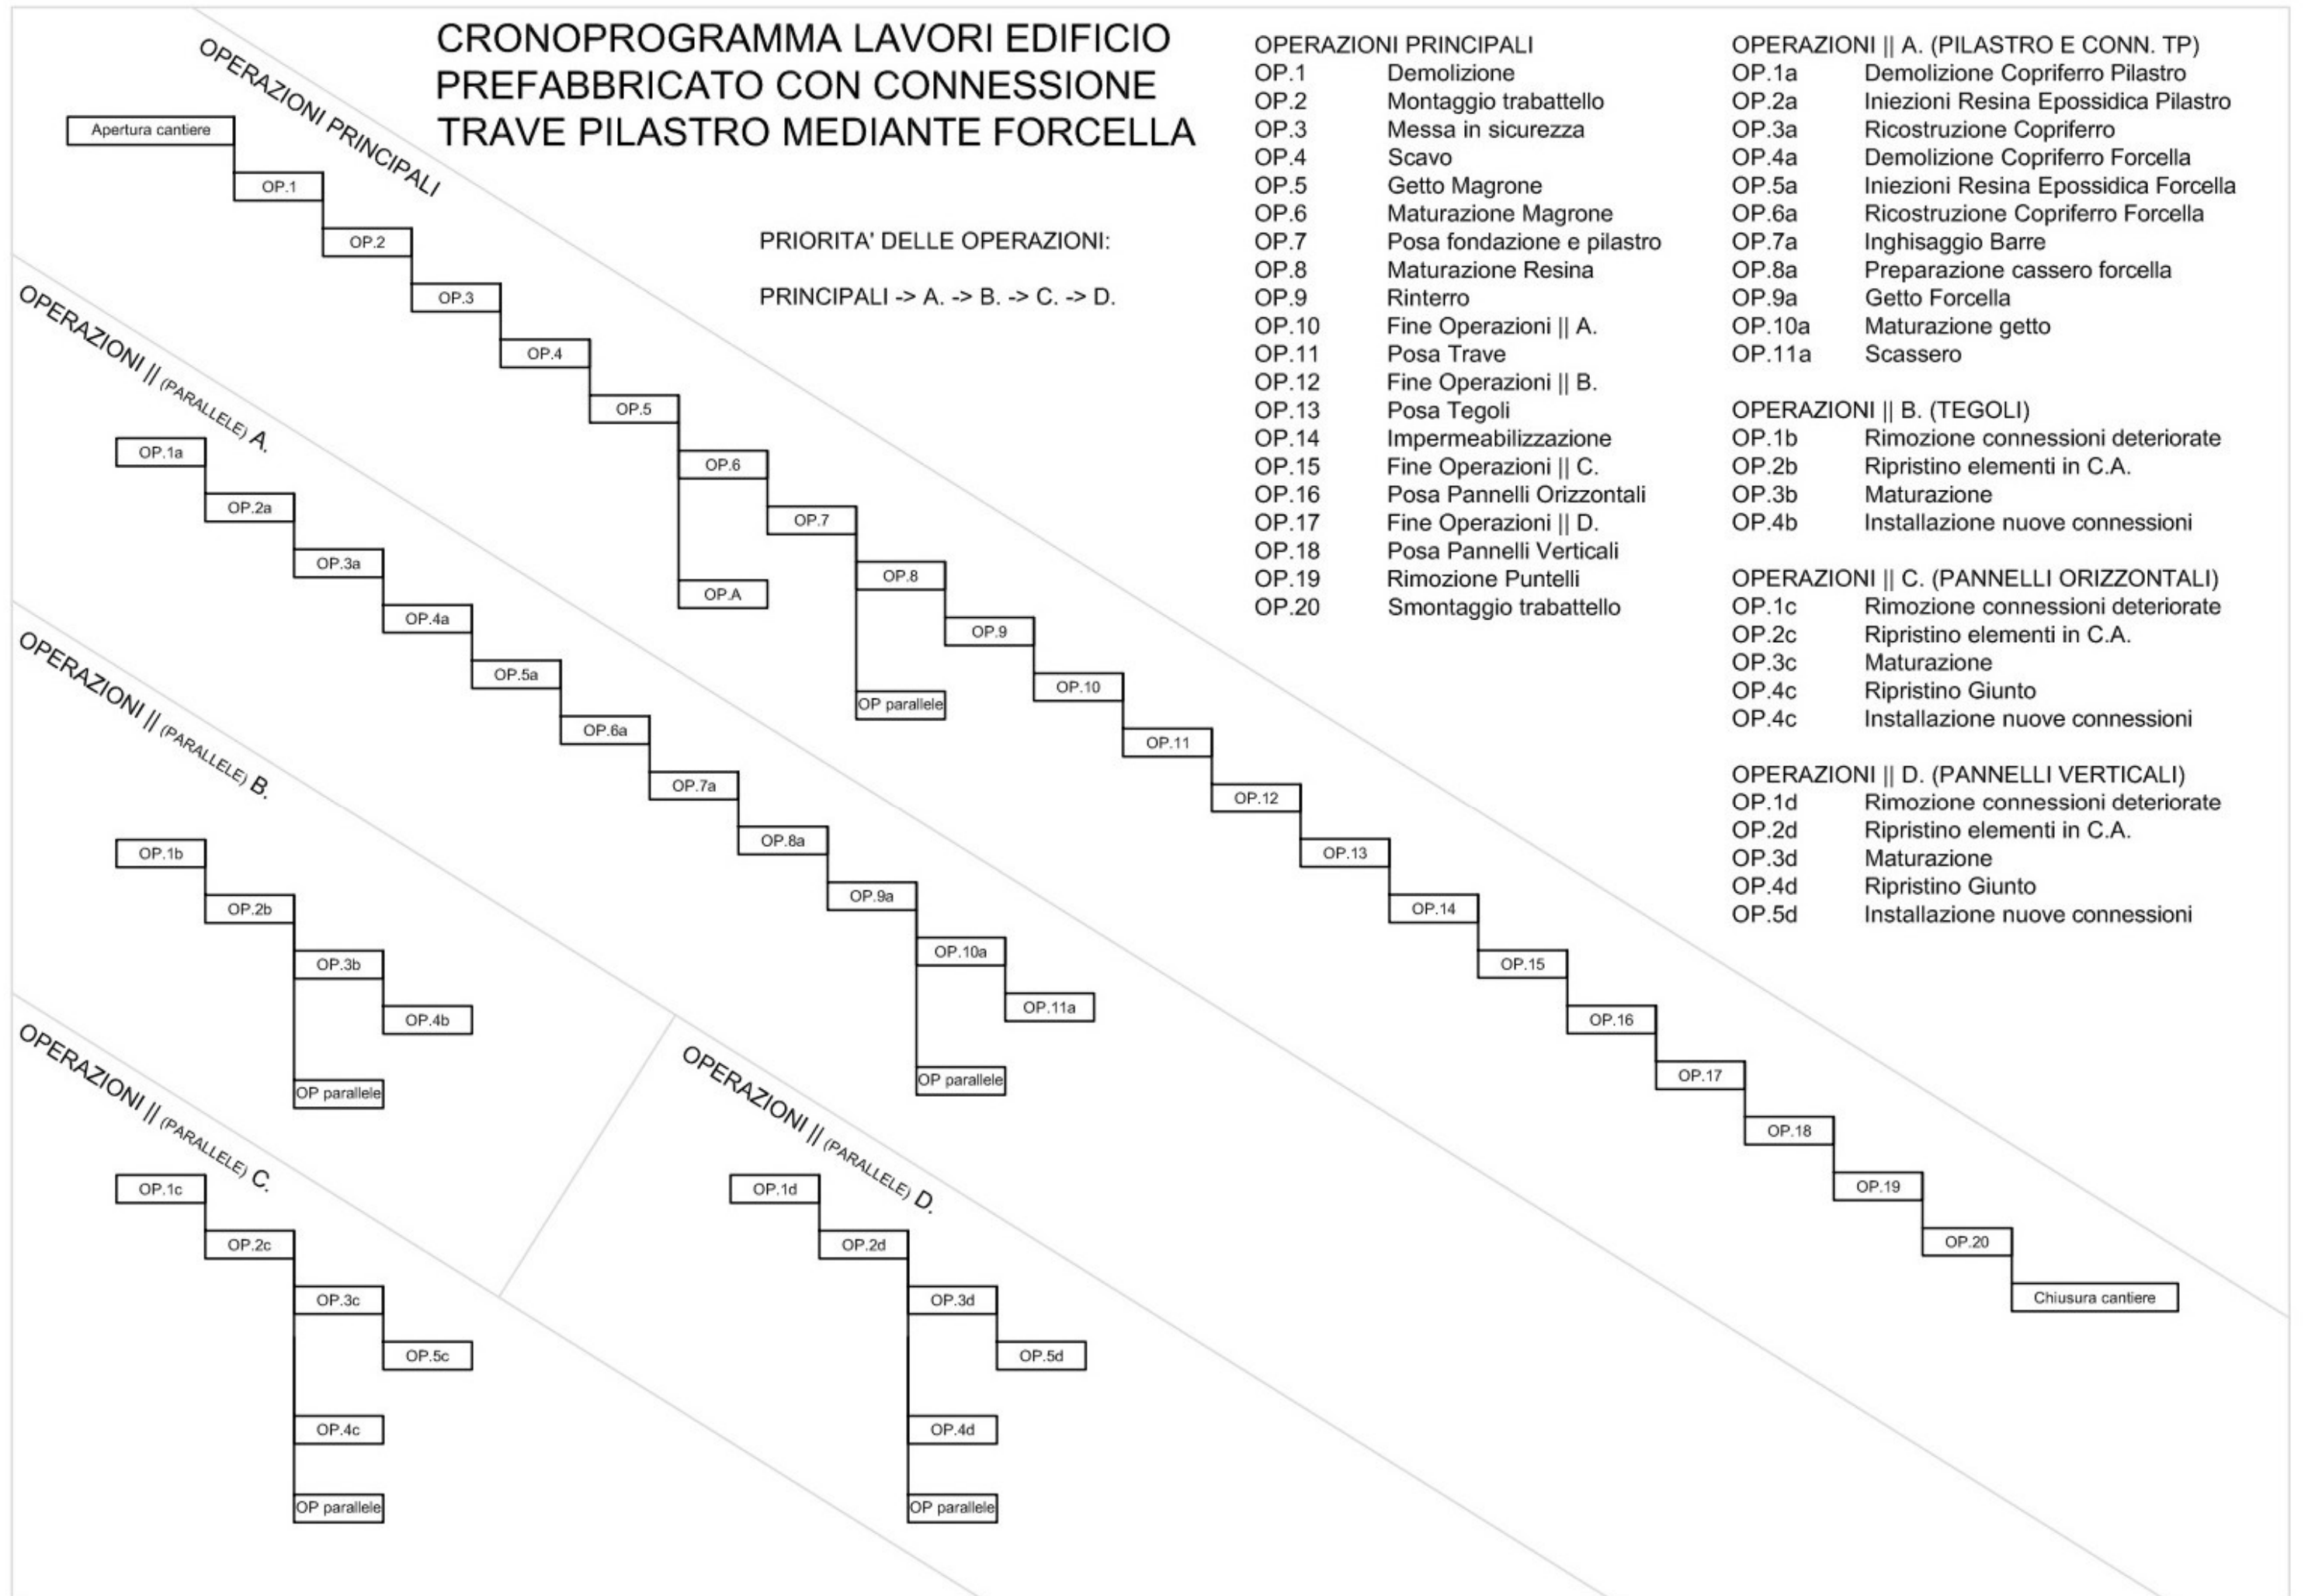 CRONOPROGRAMMA LAVORI EDIFICIO
PREFABBRICATO CON CONNESSIONE
TRAVE PILASTRO MEDIANTE FORCELLA
PRIORITA' DELLE OPERAZIONI:
PRINCIPALI -> A. -> B. -> C. -> D.
OPERAZIONI PRINCIPALI
Apertura cantiere
OP.1
OP.2
OP.3
OP.4
OP.5
OP.6
OP.A
OP.7
OP.8
OP parallele
OP.9
OP.10
OP.11
OP.12
OP.13
OP.14
OP.15
OP.16
OP.17
OP.18
OP.19
OP.20
Chiusura cantiere
OPERAZIONI || (PARALLELE) A.
OP.1a
OP.2a
OP.3a
OP.4a
OP.5a
OP.6a
OP.7a
OP.8a
OP.9a
OP.10a
OP.11a
OP parallele
OPERAZIONI || (PARALLELE) B.
OP.1b
OP.2b
OP.3b
OP.4b
OP parallele
OPERAZIONI || (PARALLELE) C.
OP.1c
OP.2c
OP.3c
OP.5c
OP.4c
OP parallele
OPERAZIONI || (PARALLELE) D.
OP.1d
OP.2d
OP.3d
OP.5d
OP.4d
OP parallele
OPERAZIONI PRINCIPALI
OP.1 Demolizione
OP.2 Montaggio trabattello
OP.3 Messa in sicurezza
OP.4 Scavo
OP.5 Getto Magrone
OP.6 Maturazione Magrone
OP.7 Posa fondazione e pilastro
OP.8 Maturazione Resina
OP.9 Rinterro
OP.10 Fine Operazioni || A.
OP.11 Posa Trave
OP.12 Fine Operazioni || B.
OP.13 Posa Tegoli
OP.14 Impermeabilizzazione
OP.15 Fine Operazioni || C.
OP.16 Posa Pannelli Orizzontali
OP.17 Fine Operazioni || D.
OP.18 Posa Pannelli Verticali
OP.19 Rimozione Puntelli
OP.20 Smontaggio trabattello
OPERAZIONI || A. (PILASTRO E CONN. TP)
OP.1a Demolizione Copriferro Pilastro
OP.2a Iniezioni Resina Epossidica Pilastro
OP.3a Ricostruzione Copriferro
OP.4a Demolizione Copriferro Forcella
OP.5a Iniezioni Resina Epossidica Forcella
OP.6a Ricostruzione Copriferro Forcella
OP.7a Inghisaggio Barre
OP.8a Preparazione cassero forcella
OP.9a Getto Forcella
OP.10a Maturazione getto
OP.11a Scassero
OPERAZIONI || B. (TEGOLI)
OP.1b Rimozione connessioni deteriorate
OP.2b Ripristino elementi in C.A.
OP.3b Maturazione
OP.4b Installazione nuove connessioni
OPERAZIONI || C. (PANNELLI ORIZZONTALI)
OP.1c Rimozione connessioni deteriorate
OP.2c Ripristino elementi in C.A.
OP.3c Maturazione
OP.4c Ripristino Giunto
OP.4c Installazione nuove connessioni
OPERAZIONI || D. (PANNELLI VERTICALI)
OP.1d Rimozione connessioni deteriorate
OP.2d Ripristino elementi in C.A.
OP.3d Maturazione
OP.4d Ripristino Giunto
OP.5d Installazione nuove connessioni